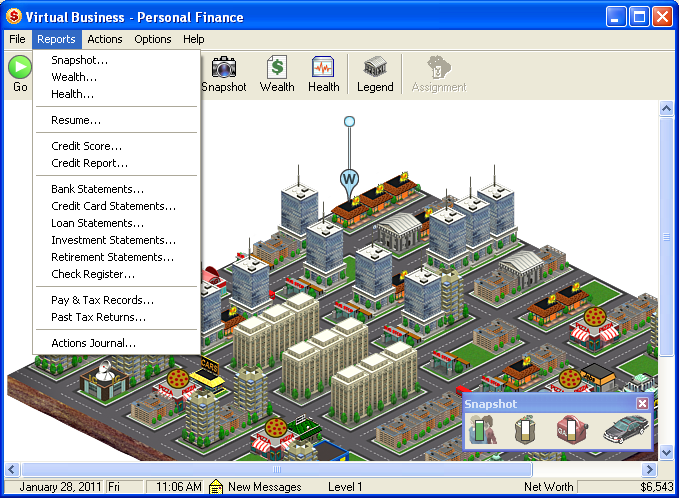 Virtual Business - Personal Finance
File Reports Actions Options Help
Go Snapshot Wealth Health Legend Assignment
Snapshot...
Wealth...
Health...
Resume...
Credit Score...
Credit Report...
Bank Statements...
Credit Card Statements...
Loan Statements...
Investment Statements...
Retirement Statements...
Check Register...
Pay & Tax Records...
Past Tax Returns...
Actions Journal...
W
CARS
PIZZA
Snapshot
January 28, 2011 Fri 11:06 AM New Messages Level 1 Net Worth $6,543